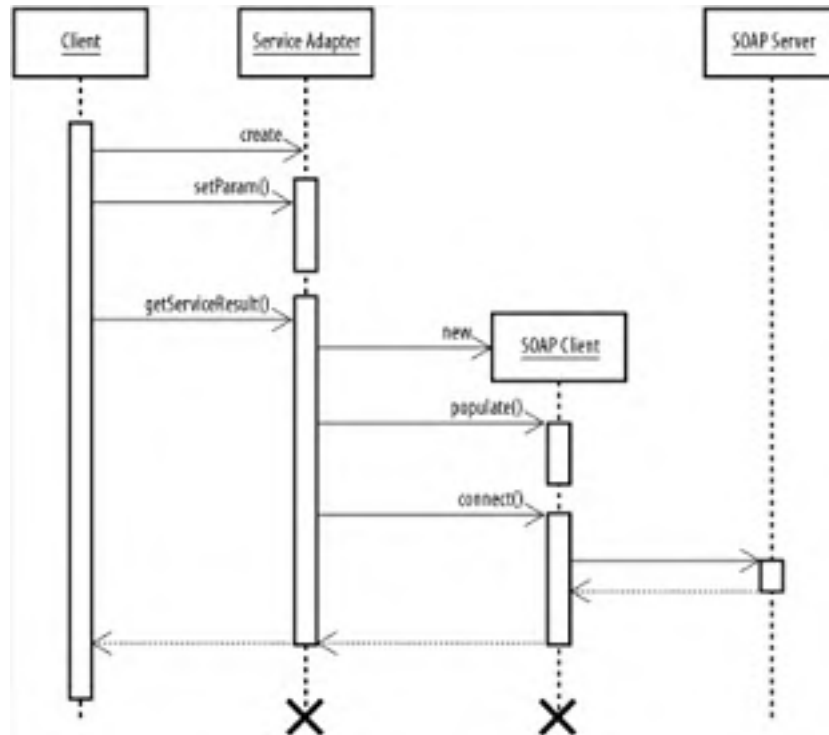 Client
Service Adapter
SOAP Server
create
setParam()
getServiceResult()
new
SOAP Client
populate()
connect()